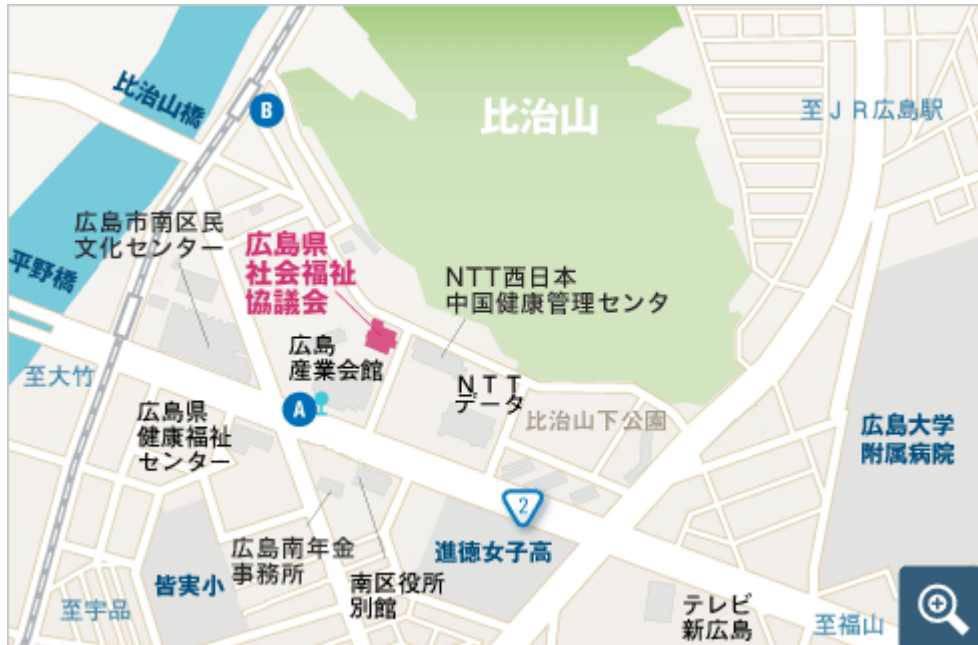 比治山橋
B
比治山
至JR広島駅
広島市南区民
文化センター
平野橋
広島県
社会福祉
協議会
NTT西日本
中国健康管理センタ
至大竹
広島
産業会館
A
NTT
データ
比治山下公園
広島県
健康福祉
センター
広島大学
附属病院
2
広島南年金
事務所
進徳女子高
皆実小
南区役所
別館
至宇品
テレビ
新広島
至福山